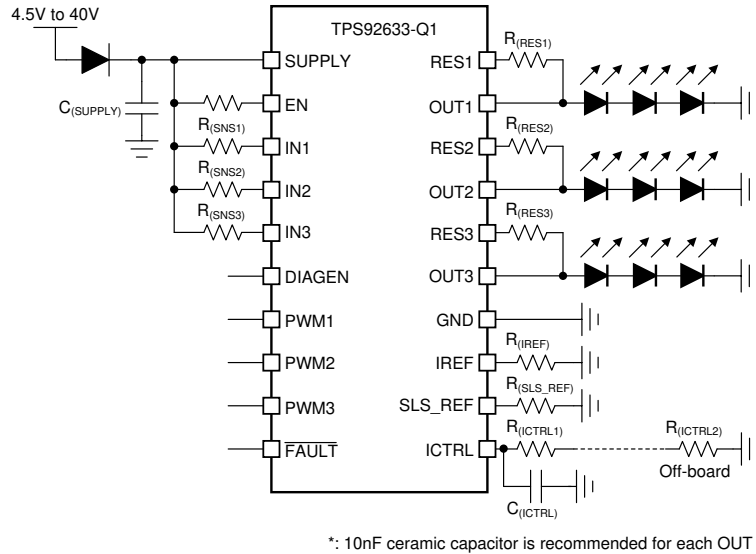 4.5V to 40V
TPS92633-Q1
C(SUPPLY)
SUPPLY
EN
R(SNS1)
IN1
R(SNS2)
IN2
R(SNS3)
IN3
DIAGEN
PWM1
PWM2
PWM3
FAULT
RES1
R(RES1)
OUT1
RES2
R(RES2)
OUT2
RES3
R(RES3)
OUT3
GND
IREF
R(IREF)
SLS_REF
R(SLS_REF)
ICTRL
R(ICTRL1)
R(ICTRL2)
Off-board
C(ICTRL)
*: 10nF ceramic capacitor is recommended for each OUT